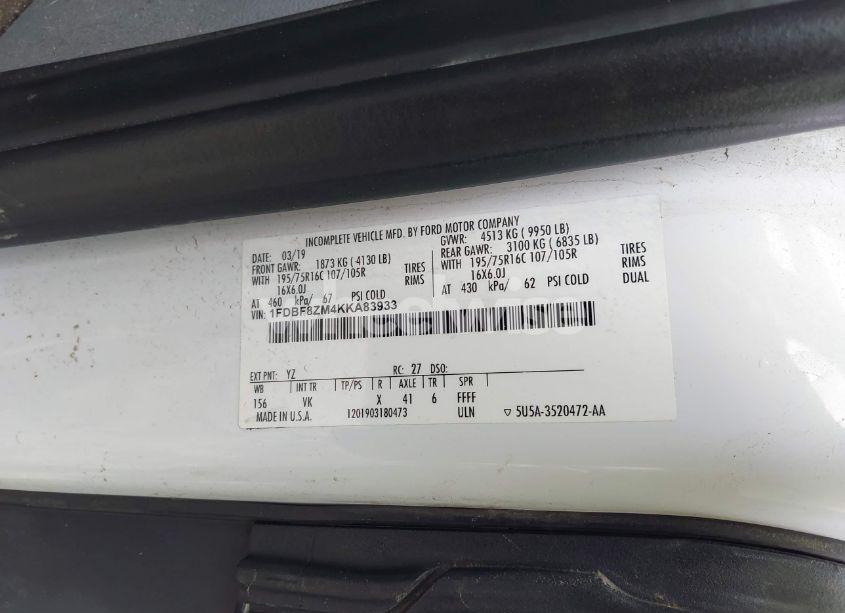 INCOMPLETE VEHICLE MFD. BY FORD MOTOR COMPANY
DATE: 03/19 GVWR: 4513 KG ( 9950 LB)
FRONT GAWR: 1873 KG ( 4130 LB) REAR GAWR: 3100 KG ( 6835 LB)
WITH 195/75R16C 107/105R TIRES WITH 195/75R16C 107/105R TIRES
16X6.0J RIMS 16X6.0J RIMS
AT 460 kPa/ 67 PSI COLD AT 430 kPa/ 62 PSI COLD DUAL
VIN: 1FDBF8ZM4KKA83933
EXT PNT: YZ RC: 27 DSO:
WB INT TR TP/PS R AXLE TR SPR
156 VK X 41 6 FFFF
MADE IN U.S.A. 1201903180473 ULN ▽ 5U5A-3520472-AA